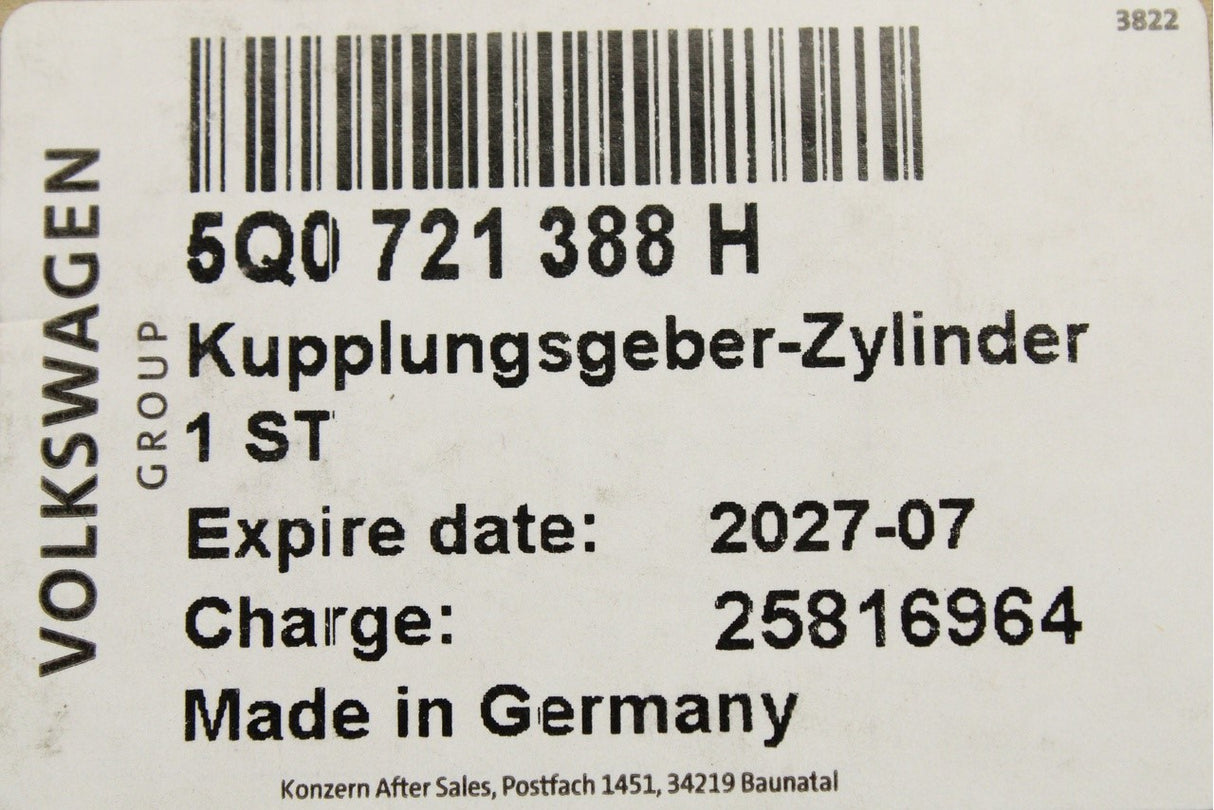 3822
VOLKSWAGEN
GROUP
5Q0 721 388 H
Kupplungsgeber-Zylinder
1 ST
Expire date: 2027-07
Charge: 25816964
Made in Germany
Konzern After Sales, Postfach 1451, 34219 Baunatal